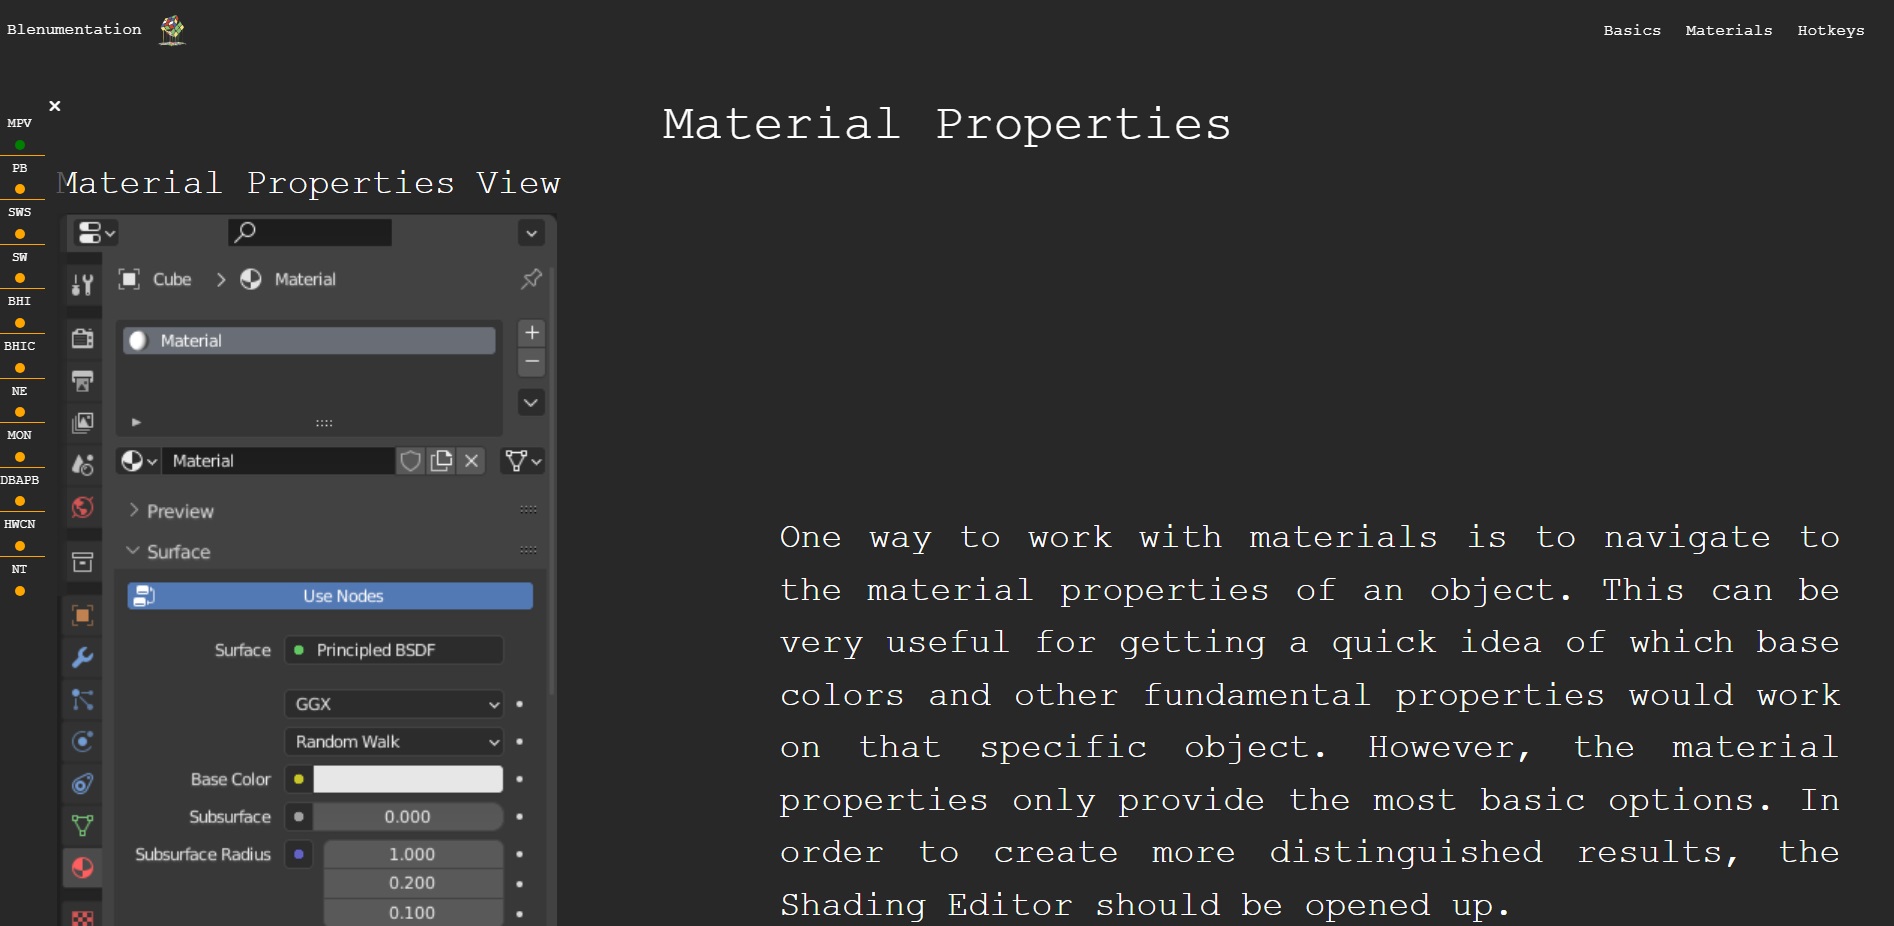 Blenumentation
Basics Materials Hotkeys
×
MPV
PB
SWS
SW
BHI
BHIC
NE
MON
DBAPB
HWCN
NT
Material Properties
Material Properties View
Cube > Material
Material
Material
Preview
Surface
Use Nodes
Surface Principled BSDF
GGX
Random Walk
Base Color
Subsurface 0.000
Subsurface Radius 1.000
0.200
0.100
One way to work with materials is to navigate to
the material properties of an object. This can be
very useful for getting a quick idea of which base
colors and other fundamental properties would work
on that specific object. However, the material
properties only provide the most basic options. In
order to create more distinguished results, the
Shading Editor should be opened up.